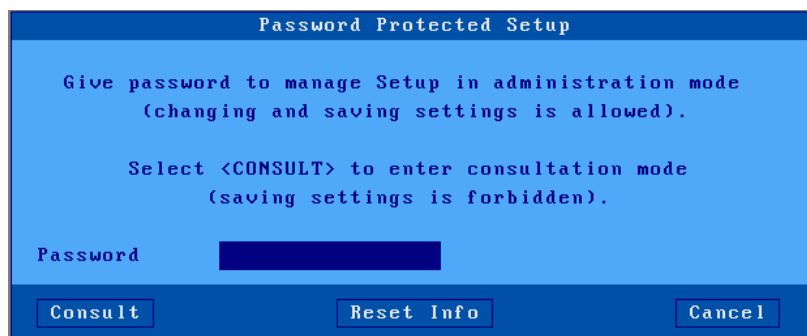 Password Protected Setup
Give password to manage Setup in administration mode
(changing and saving settings is allowed).
Select <CONSULT> to enter consultation mode
(saving settings is forbidden).
Password
Consult Reset Info Cancel